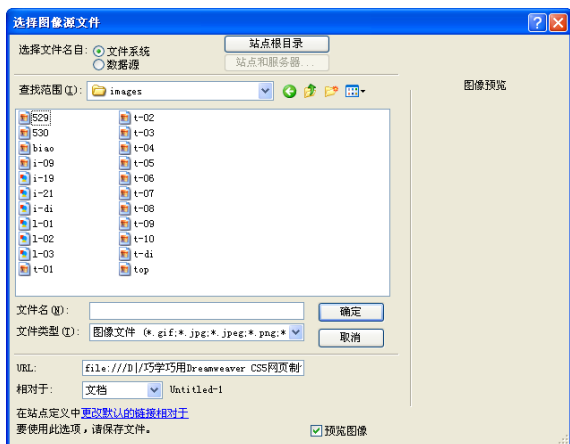 选择图像源文件
选择文件名自: 文件系统 站点根目录
数据源 站点和服务器...
查找范围(I): images
图像预览
529 t-02
530 t-03
biao t-04
i-09 t-05
i-19 t-06
i-21 t-07
i-di t-08
l-01 t-09
l-02 t-10
l-03 t-di
t-01 top
文件名(N): 确定
文件类型(T): 图像文件 (*.gif;*.jpg;*.jpeg;*.png;* 取消
URL: file:///D|/巧学巧用Dreamweaver CS5网页制
相对于: 文档 Untitled-1
在站点定义中更改默认的链接相对于
要使用此选项，请保存文件。 预览图像